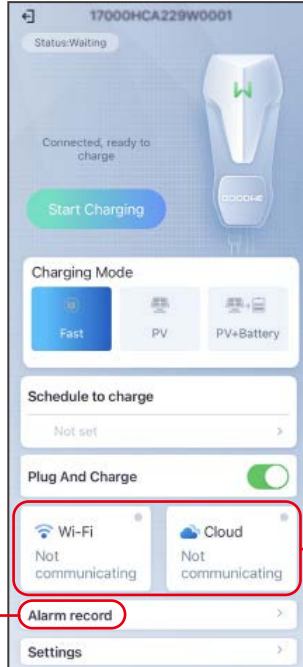 17000HCA229W0001
Status:Waiting
Connected, ready to
charge
GOODWE
Start Charging
Charging Mode
Fast
PV
PV+Battery
Schedule to charge
Not set
Plug And Charge
Wi-Fi
Not
communicating
Cloud
Not
communicating
Alarm record
Settings